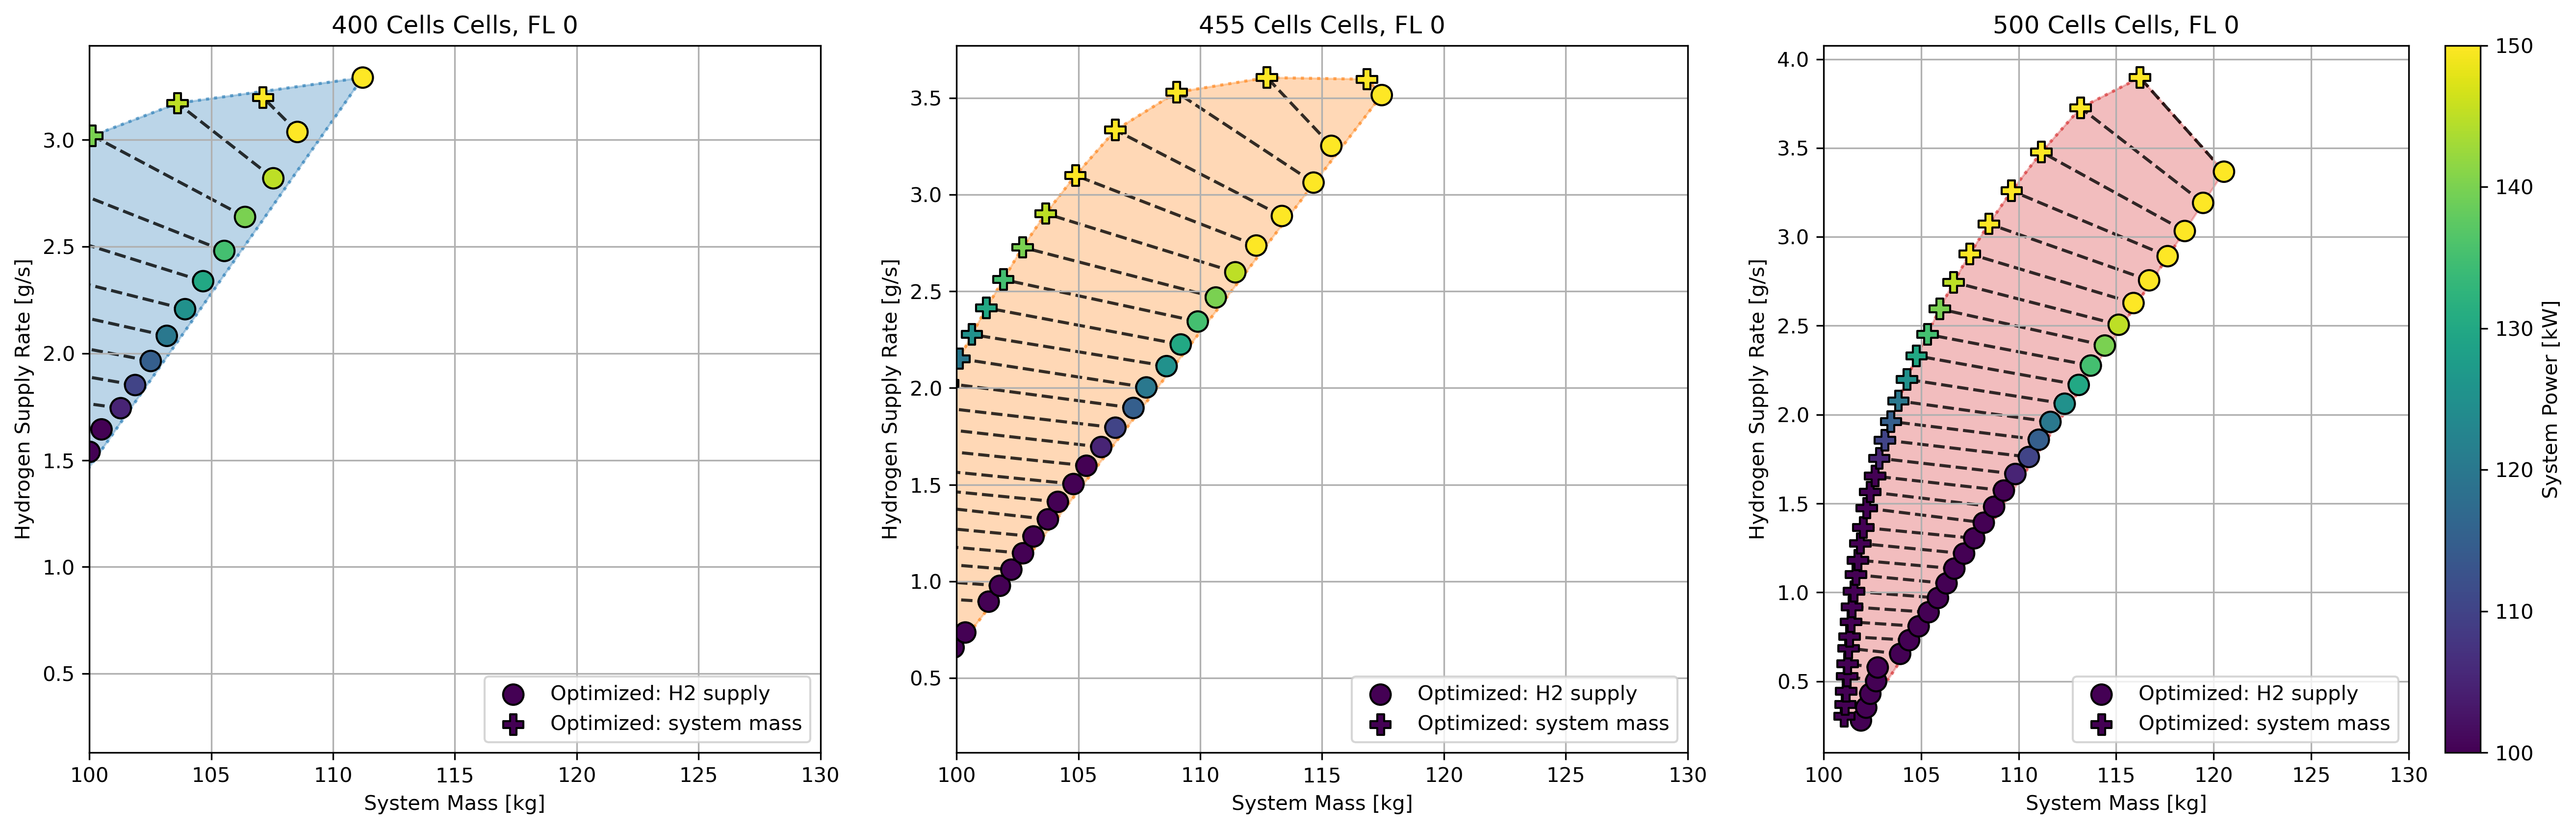 400 Cells Cells, FL 0
Hydrogen Supply Rate [g/s]
3.0
2.5
2.0
1.5
1.0
0.5
Optimized: H2 supply
Optimized: system mass
100 105 110 115 120 125 130
System Mass [kg]
455 Cells Cells, FL 0
Hydrogen Supply Rate [g/s]
3.5
3.0
2.5
2.0
1.5
1.0
0.5
Optimized: H2 supply
Optimized: system mass
100 105 110 115 120 125 130
System Mass [kg]
500 Cells Cells, FL 0
Hydrogen Supply Rate [g/s]
4.0
3.5
3.0
2.5
2.0
1.5
1.0
0.5
Optimized: H2 supply
Optimized: system mass
100 105 110 115 120 125 130
System Mass [kg]
150
140
130
120
110
100
System Power [kW]